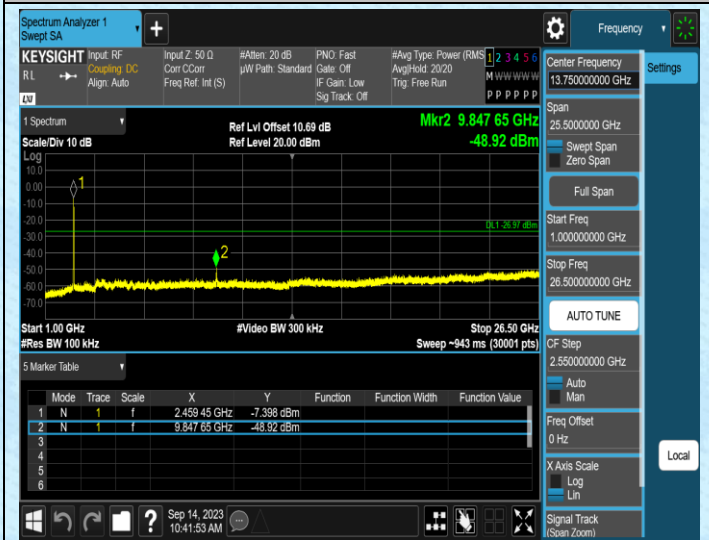 Spectrum Analyzer 1
Swept SA
+
Frequency
KEYSIGHT
RL
LXI
Input: RF
Coupling: DC
Align: Auto
Input Z: 50 Ω
Corr CCorr
Freq Ref: Int (S)
#Atten: 20 dB
µW Path: Standard
PNO: Fast
Gate: Off
IF Gain: Low
Sig Track: Off
#Avg Type: Power (RMS)
Avg|Hold: 20/20
Trig: Free Run
1 2 3 4 5 6
M W W W W W
P P P P P P
1 Spectrum
Scale/Div 10 dB
Log
Ref Lvl Offset 10.69 dB
Ref Level 20.00 dBm
Mkr2 9.847 65 GHz
-48.92 dBm
10.0
0.00
-10.0
-20.0
-30.0
-40.0
-50.0
-60.0
-70.0
1
2
DL1 -26.97 dBm
Start 1.00 GHz
#Video BW 300 kHz
Stop 26.50 GHz
#Res BW 100 kHz
Sweep ~943 ms (30001 pts)
5 Marker Table
Mode Trace Scale X Y Function Function Width Function Value
1 N 1 f 2.459 45 GHz -7.398 dBm
2 N 1 f 9.847 65 GHz -48.92 dBm
3
4
5
6
?
Sep 14, 2023
10:41:53 AM
Center Frequency
13.750000000 GHz
Settings
Span
25.5000000 GHz
Swept Span
Zero Span
Full Span
Start Freq
1.000000000 GHz
Stop Freq
26.500000000 GHz
AUTO TUNE
CF Step
2.550000000 GHz
Auto
Man
Freq Offset
0 Hz
Local
X Axis Scale
Log
Lin
Signal Track
(Span Zoom)